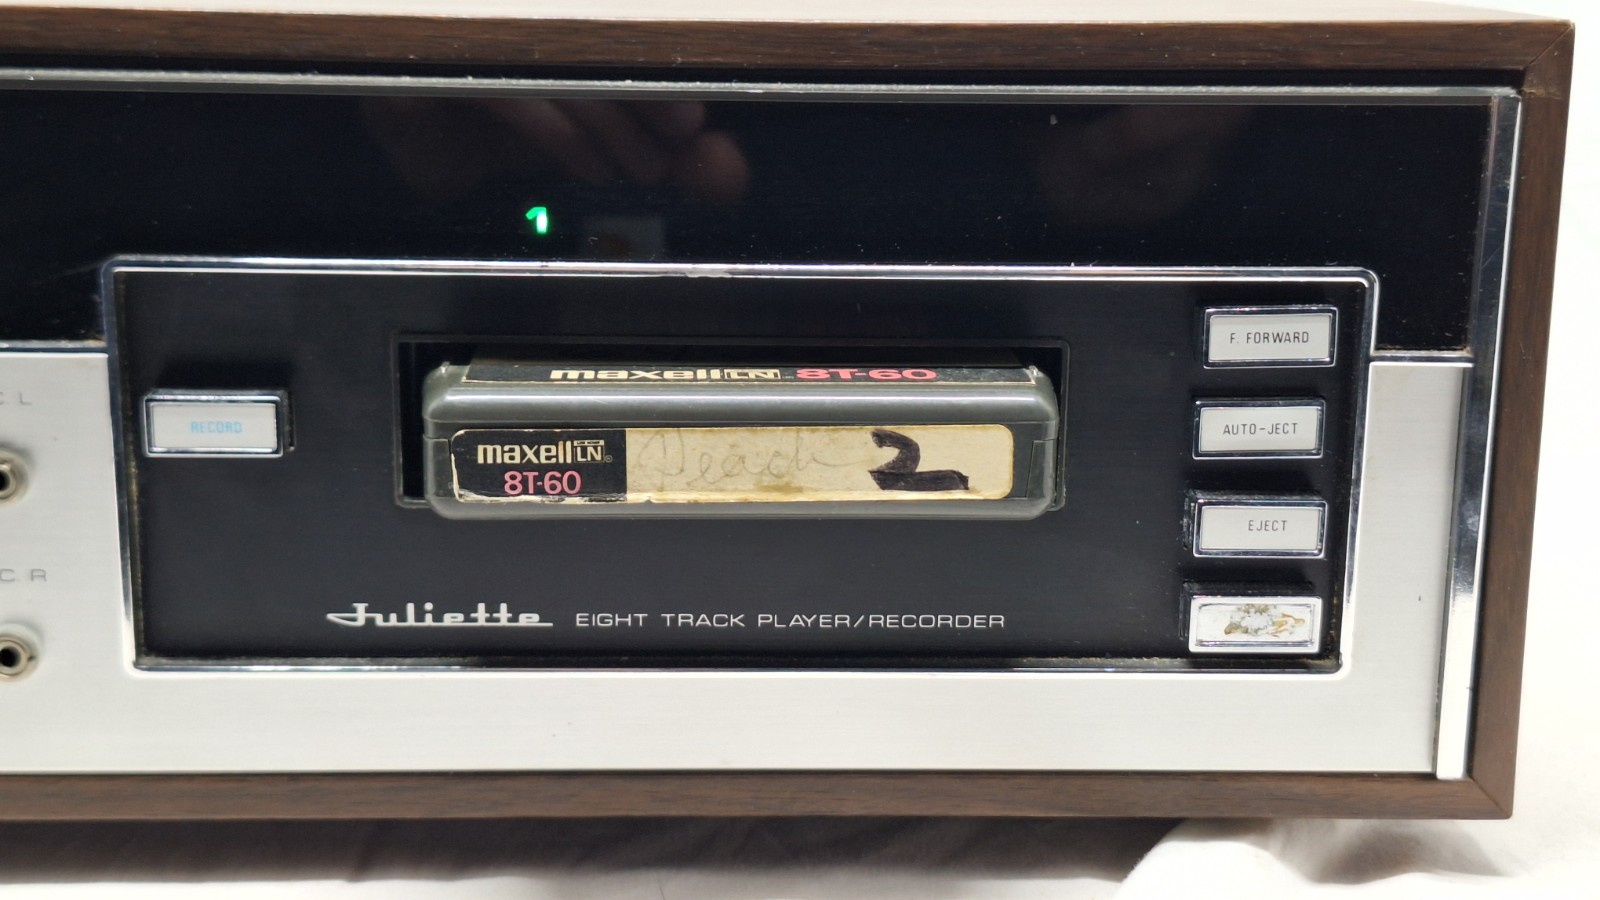 1
F. FORWARD
C L
RECORD
maxell LN 8T-60
AUTO-JECT
maxell LN
8T-60
Peach 2
EJECT
C R
Juliette EIGHT TRACK PLAYER/RECORDER